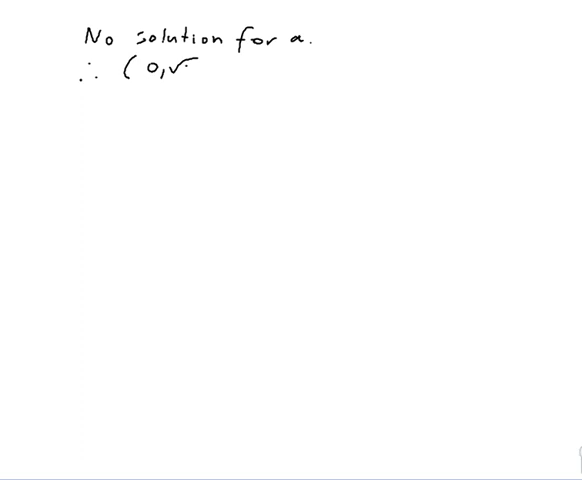 No solution for a.
∴ (0,√